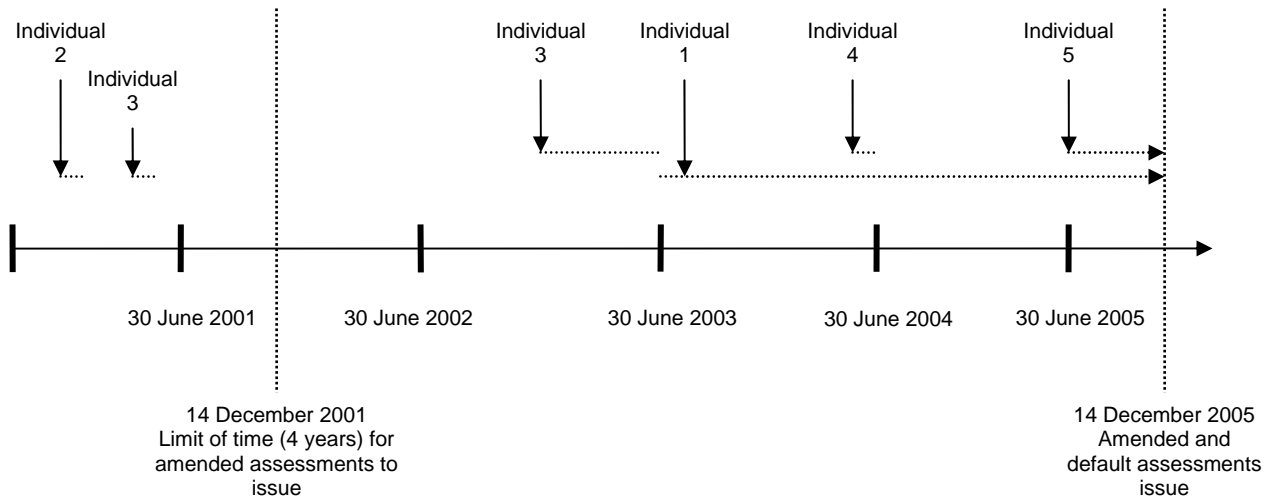 Individual
2
Individual
3
Individual
3
Individual
1
Individual
4
Individual
5
30 June 2001
30 June 2002
30 June 2003
30 June 2004
30 June 2005
14 December 2001
Limit of time (4 years) for
amended assessments to
issue
14 December 2005
Amended and
default assessments
issue